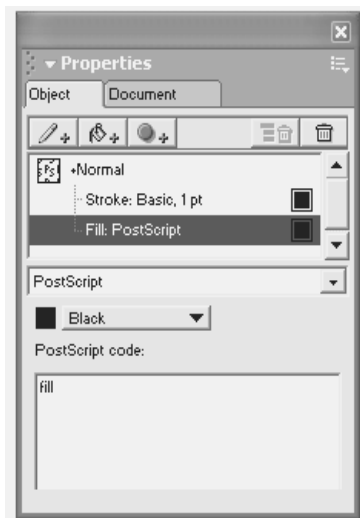 Properties
Object Document
+Normal
Stroke: Basic, 1 pt
Fill: PostScript
PostScript
Black
PostScript code:
fill